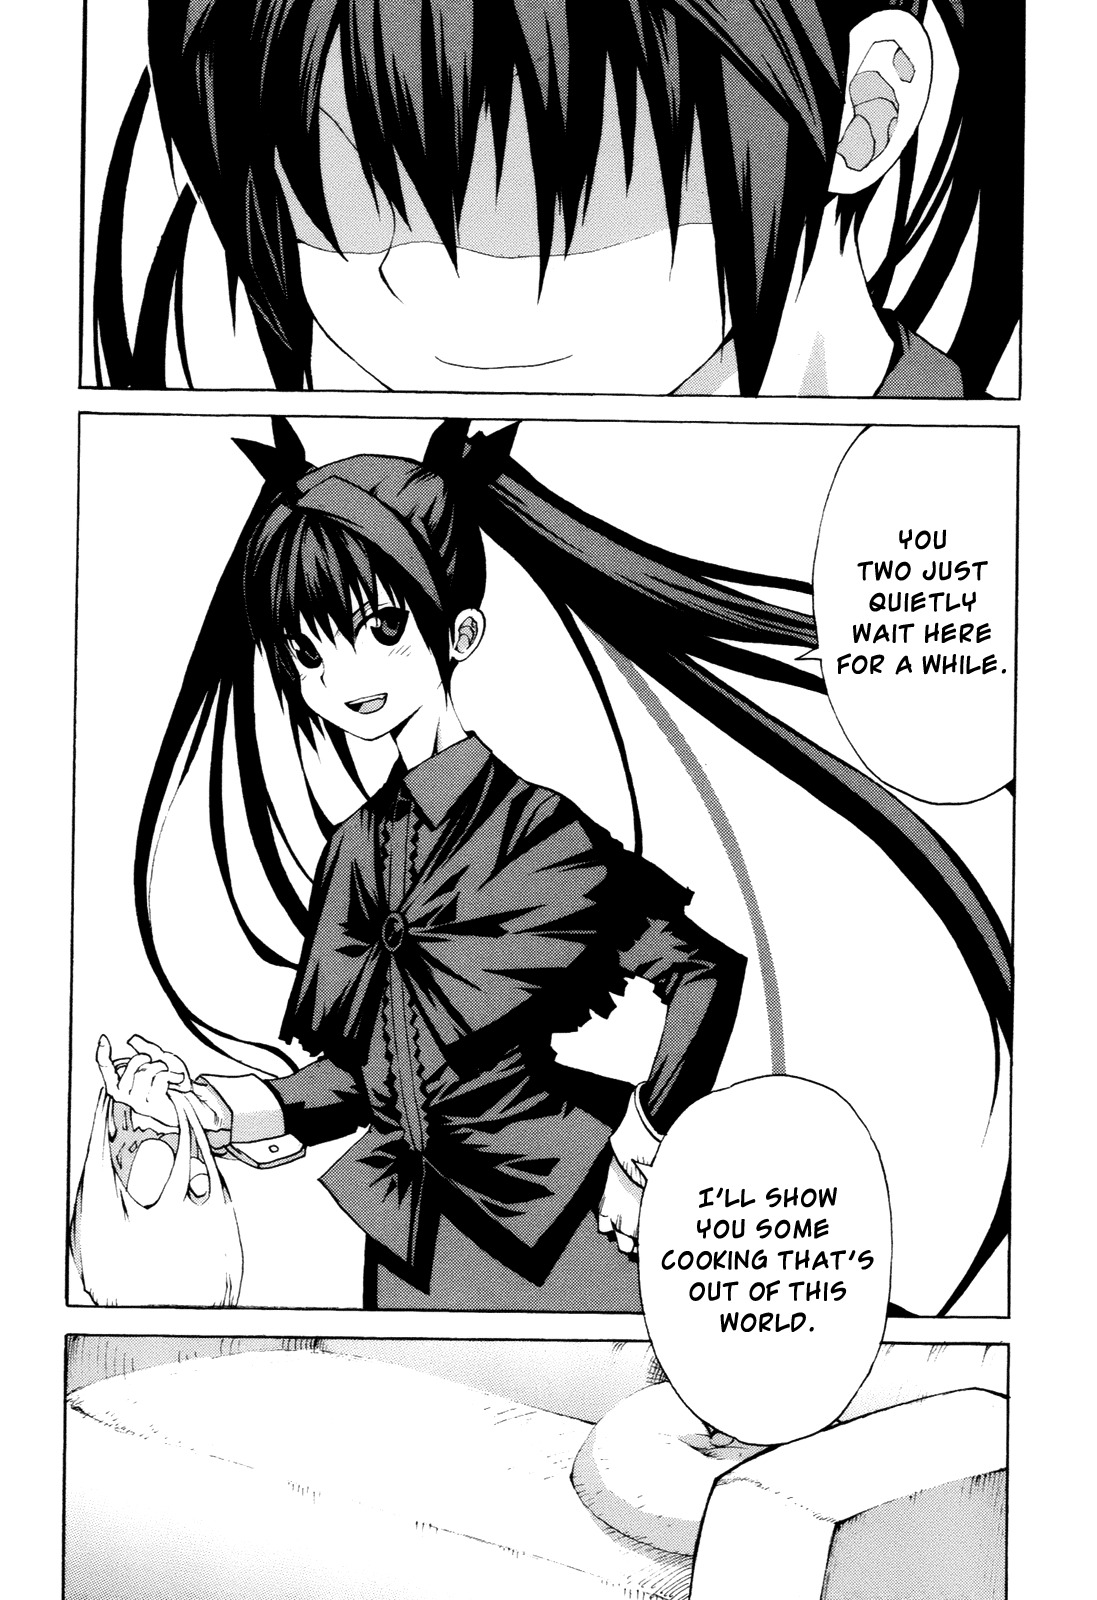 YOU
TWO JUST
QUIETLY
WAIT HERE
FOR A WHILE.
I'LL SHOW
YOU SOME
COOKING THAT'S
OUT OF THIS
WORLD.